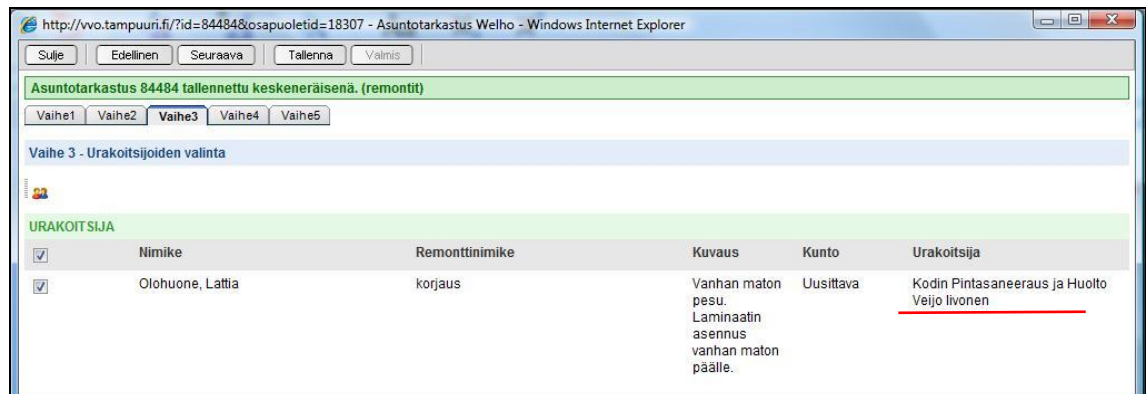 http://vvo.tampuuri.fi/?id=84484&osapuoletid=18307 - Asuntotarkastus Welho - Windows Internet Explorer
Sulje Edellinen Seuraava Tallenna Valmis
Asuntotarkastus 84484 tallennettu keskeneräisenä. (remontit)
Vaihe1 Vaihe2 Vaihe3 Vaihe4 Vaihe5
Vaihe 3 - Urakoitsijoiden valinta
URAKOITSIJA
Nimike Remonttinimike Kuvaus Kunto Urakoitsija
Olohuone, Lattia korjaus Vanhan maton Uusittava Kodin Pintasaneeraus ja Huolto
pesu. Veijo Iivonen
Laminaatin
asennus
vanhan maton
päälle.